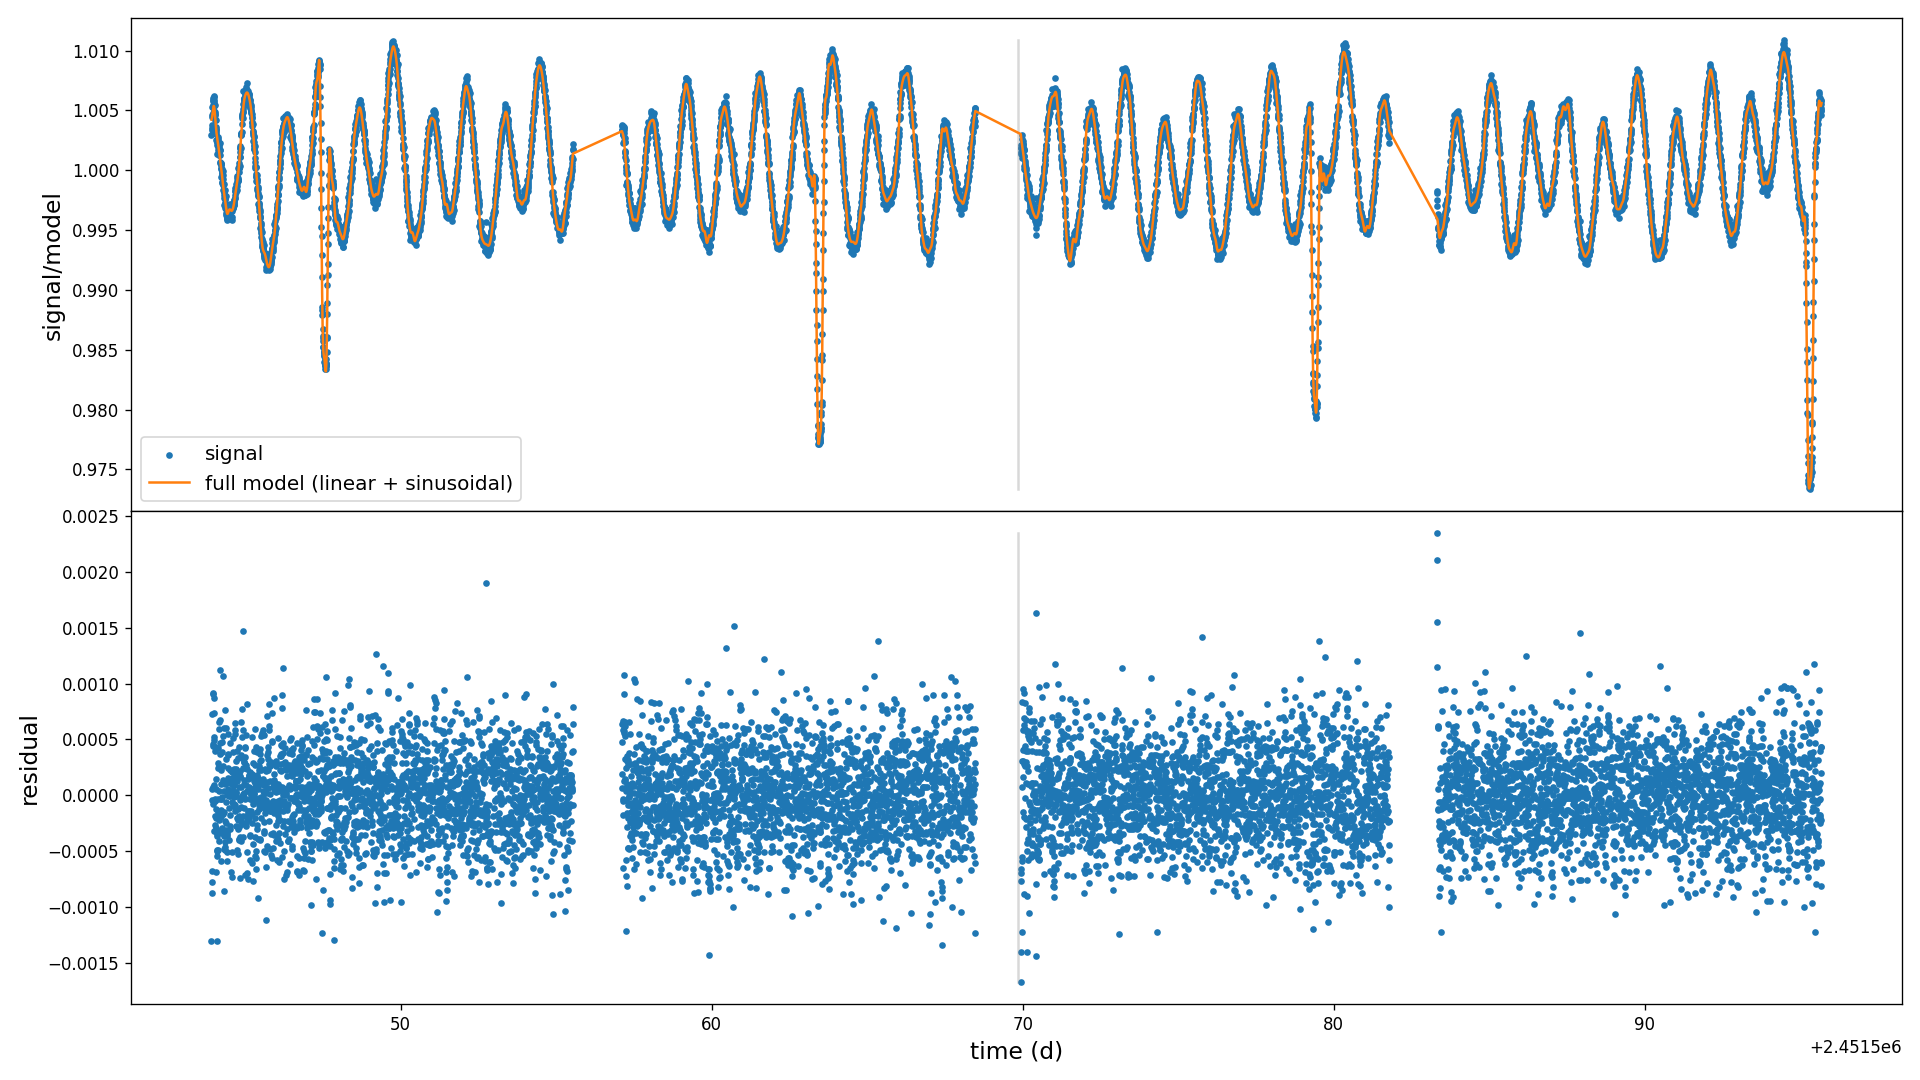 signal/model
1.010
1.005
1.000
0.995
0.990
0.985
0.980
0.975
signal
full model (linear + sinusoidal)
residual
0.0025
0.0020
0.0015
0.0010
0.0005
0.0000
−0.0005
−0.0010
−0.0015
50 60 70 80 90
time (d)
+2.4515e6